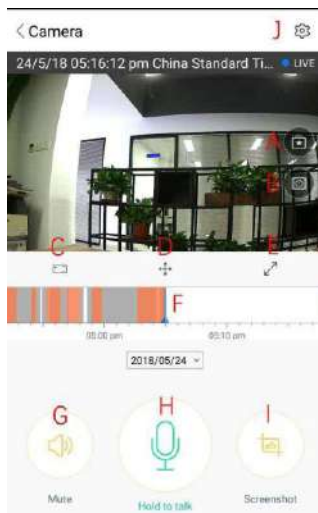 < Camera J
24/5/18 05:16:12 pm China Standard Ti... LIVE
A
B
C D E
F
05:00 pm 05:10 pm
2018/05/24
G H I
Mute Hold to talk Screenshot